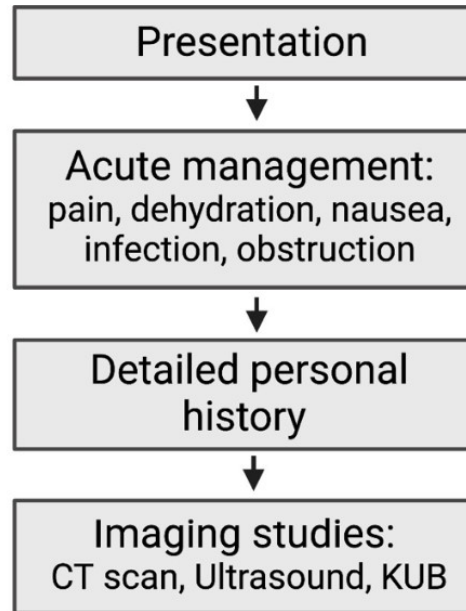 Presentation
Acute management:
pain, dehydration, nausea,
infection, obstruction
Detailed personal
history
Imaging studies:
CT scan, Ultrasound, KUB